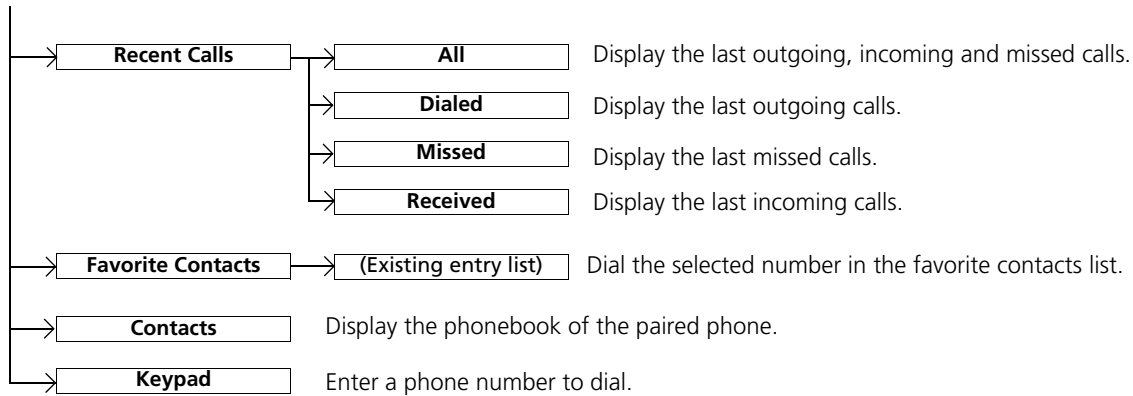 Recent Calls
All
Display the last outgoing, incoming and missed calls.
Dialed
Display the last outgoing calls.
Missed
Display the last missed calls.
Received
Display the last incoming calls.
Favorite Contacts
(Existing entry list)
Dial the selected number in the favorite contacts list.
Contacts
Display the phonebook of the paired phone.
Keypad
Enter a phone number to dial.